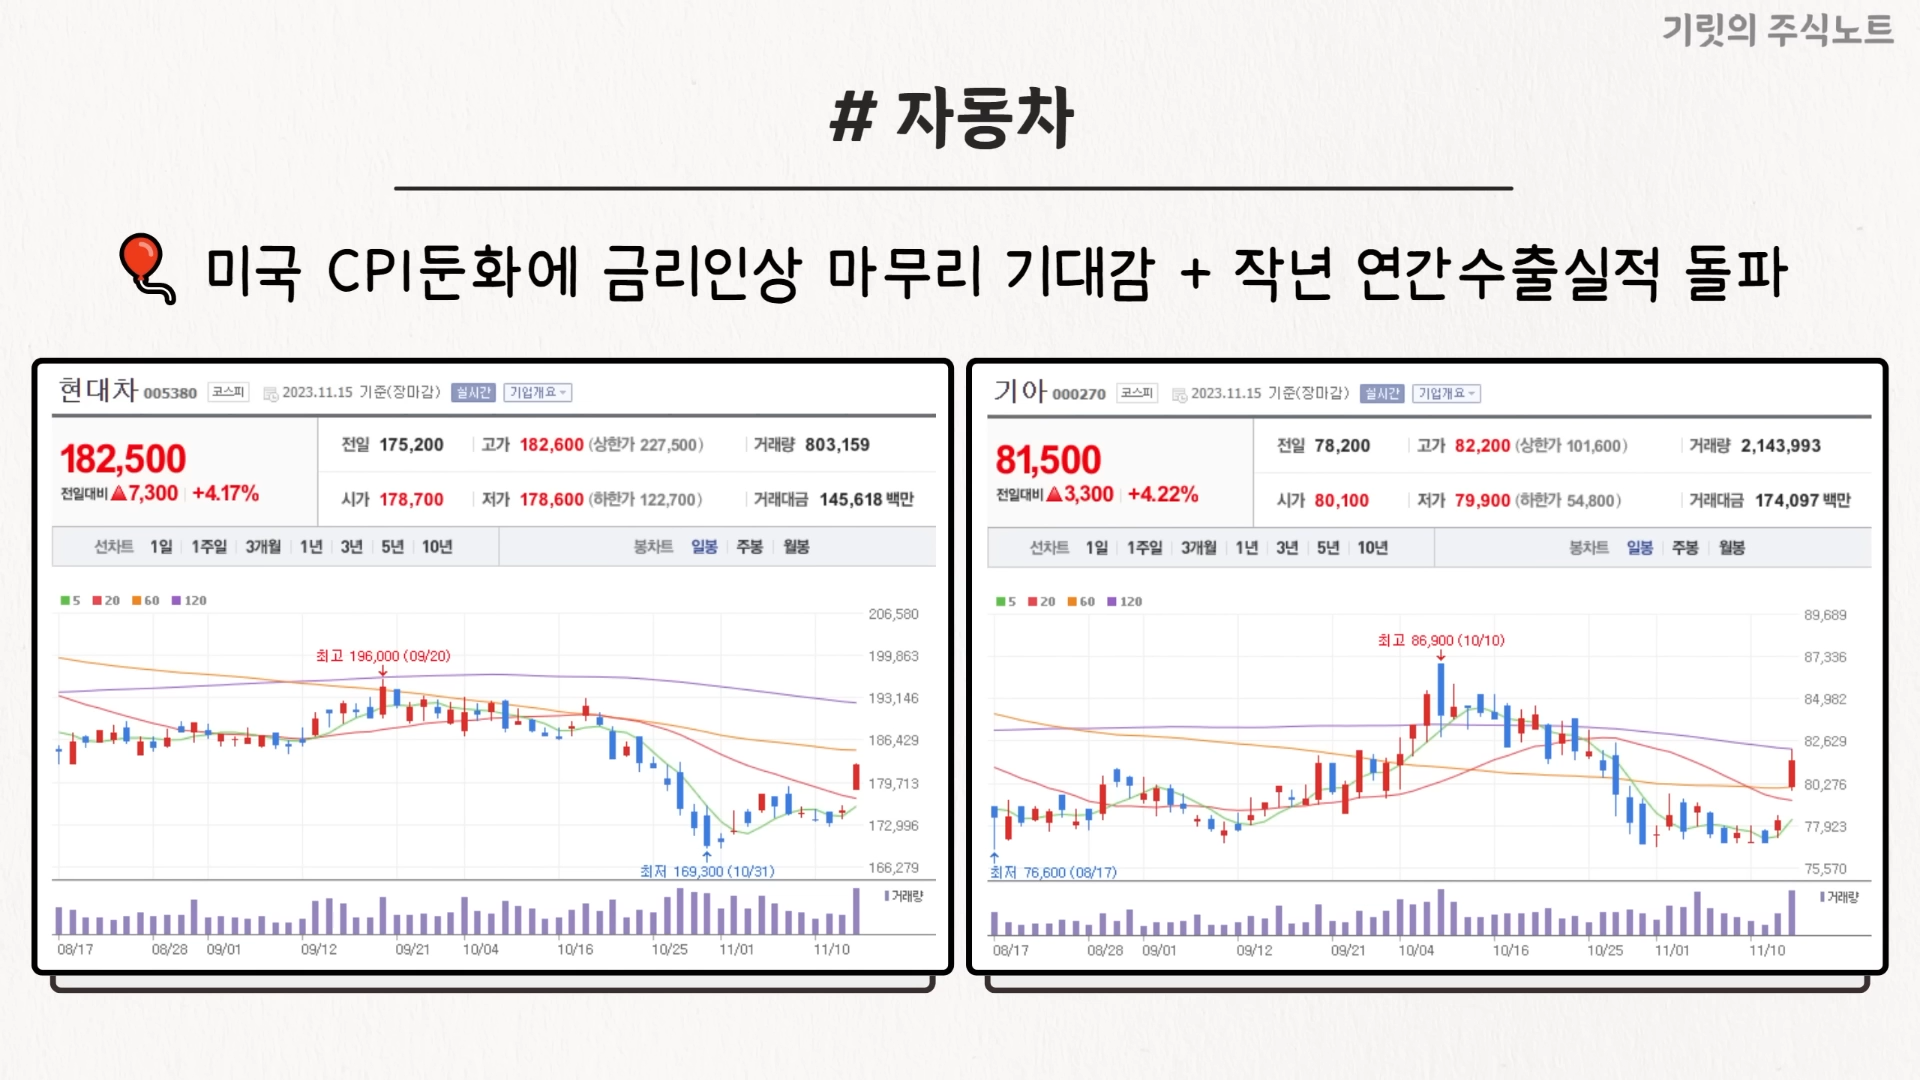 기릿의 주식노트
# 자동차
미국 CPI둔화에 금리인상 마무리 기대감 + 작년 연간수출실적 돌파
현대차 005380 코스피 2023.11.15 기준(장마감) 실시간 기업개요
182,500
전일대비 ▲7,300 +4.17%
전일 175,200 고가 182,600 (상한가 227,500) 거래량 803,159
시가 178,700 저가 178,600 (하한가 122,700) 거래대금 145,618 백만
선차트 1일 1주일 3개월 1년 3년 5년 10년 봉차트 일봉 주봉 월봉
5 20 60 120
206,580
199,863
193,146
186,429
179,713
172,996
166,279
최고 196,000 (09/20)
최저 169,300 (10/31)
거래량
08/17 08/28 09/01 09/12 09/21 10/04 10/16 10/25 11/01 11/10
기아 000270 코스피 2023.11.15 기준(장마감) 실시간 기업개요
81,500
전일대비 ▲3,300 +4.22%
전일 78,200 고가 82,200 (상한가 101,600) 거래량 2,143,993
시가 80,100 저가 79,900 (하한가 54,800) 거래대금 174,097 백만
선차트 1일 1주일 3개월 1년 3년 5년 10년 봉차트 일봉 주봉 월봉
5 20 60 120
89,689
87,336
84,982
82,629
80,276
77,923
75,570
최고 86,900 (10/10)
최저 76,600 (08/17)
거래량
08/17 08/28 09/01 09/12 09/21 10/04 10/16 10/25 11/01 11/10